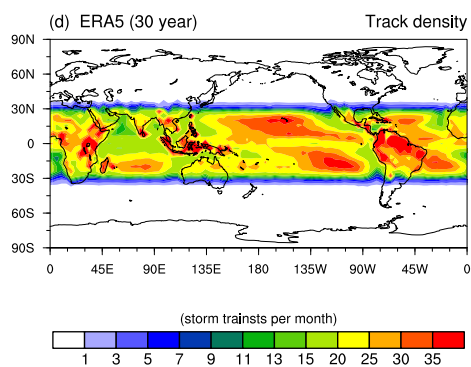 (d) ERA5 (30 year) Track density
90N
60N
30N
0
30S
60S
90S
0 45E 90E 135E 180 135W 90W 45W 0
(storm trainsts per month)
1 3 5 7 9 11 13 15 20 25 30 35